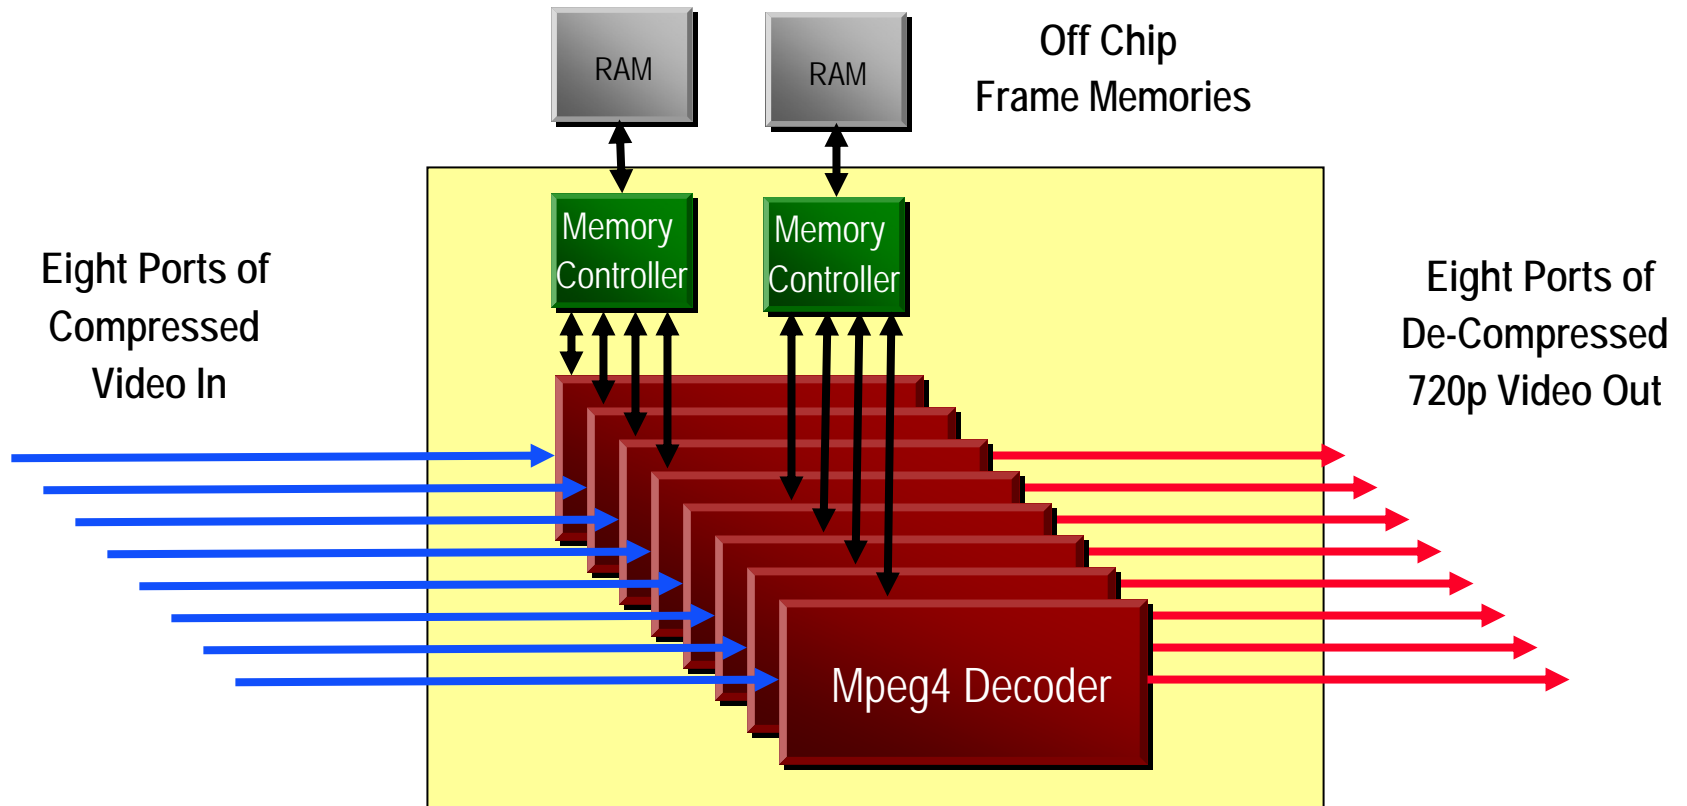 RAM
RAM
Off Chip
Frame Memories
Memory
Controller
Memory
Controller
Eight Ports of
Compressed
Video In
Eight Ports of
De-Compressed
720p Video Out
Mpeg4 Decoder